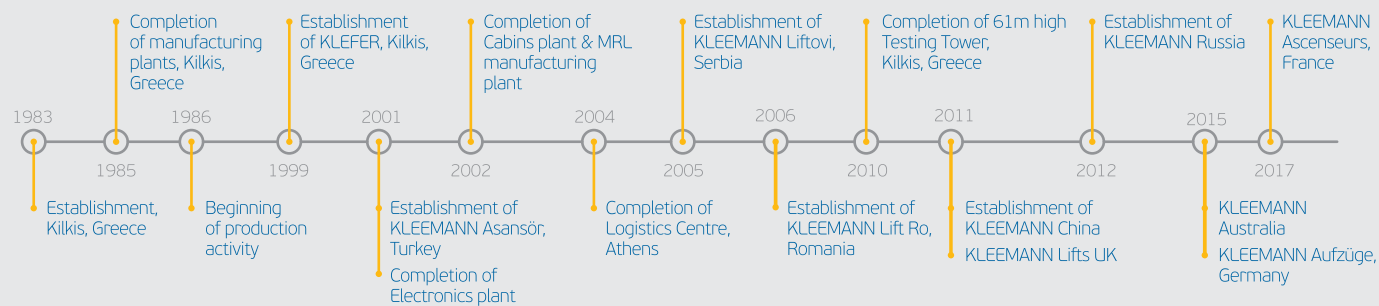 Completion
of manufacturing
plants, Kilkis,
Greece
Establishment
of KLEFER, Kilkis,
Greece
Completion of
Cabins plant & MRL
manufacturing
plant
Establishment of
KLEEMANN Liftovi,
Serbia
Completion of 61m high
Testing Tower,
Kilkis, Greece
Establishment of
KLEEMANN Russia
KLEEMANN
Ascenseurs,
France
1983
1986
2001
2004
2006
2011
2015
1985
1999
2002
2005
2010
2012
2017
Establishment,
Kilkis, Greece
Beginning
of production
activity
Establishment of
KLEEMANN Asansör,
Turkey
Completion of
Electronics plant
Completion of
Logistics Centre,
Athens
Establishment of
KLEEMANN Lift Ro,
Romania
Establishment of
KLEEMANN China
KLEEMANN Lifts UK
KLEEMANN
Australia
KLEEMANN Aufzüge,
Germany